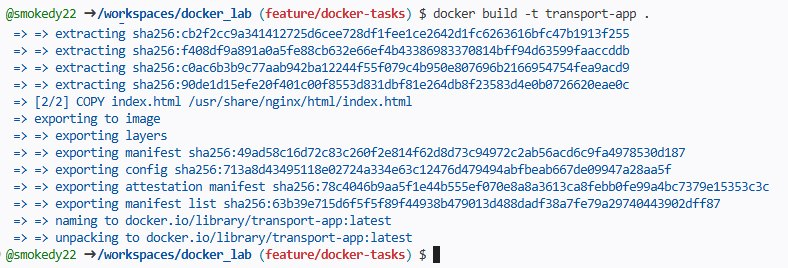 @smokedy22 ➜/workspaces/docker_lab (feature/docker-tasks) $ docker build -t transport-app .
=> => extracting sha256:cb2f2cc9a341412725d6cee728df1fee1ce2642d1fc6263616bfc47b1913f255
=> => extracting sha256:f408df9a891a0a5fe88cb632e66ef4b43386983370814bff94d63599faaccddb
=> => extracting sha256:c0ac6b3b9c77aab942ba12244f55f079c4b950e807696b2166954754fea9acd9
=> => extracting sha256:90de1d15efe20f401c00f8553d831dbf81e264db8f23583d4e0b0726620eae0c
=> [2/2] COPY index.html /usr/share/nginx/html/index.html
=> exporting to image
=> => exporting layers
=> => exporting manifest sha256:49ad58c16d72c83c260f2e814f62d8d73c94972c2ab56acd6c9fa4978530d187
=> => exporting config sha256:713a8d43495118e02724a334e63c12476d479494abfbeab667de09947a28aa5f
=> => exporting attestation manifest sha256:78c4046b9aa5f1e44b555ef070e8a8a3613ca8febb0fe99a4bc7379e15353c3c
=> => exporting manifest list sha256:63b39e715d6f5f5f89f44938b479013d488dadf38a7fe79a29740443902dff87
=> => naming to docker.io/library/transport-app:latest
=> => unpacking to docker.io/library/transport-app:latest
@smokedy22 ➜/workspaces/docker_lab (feature/docker-tasks) $